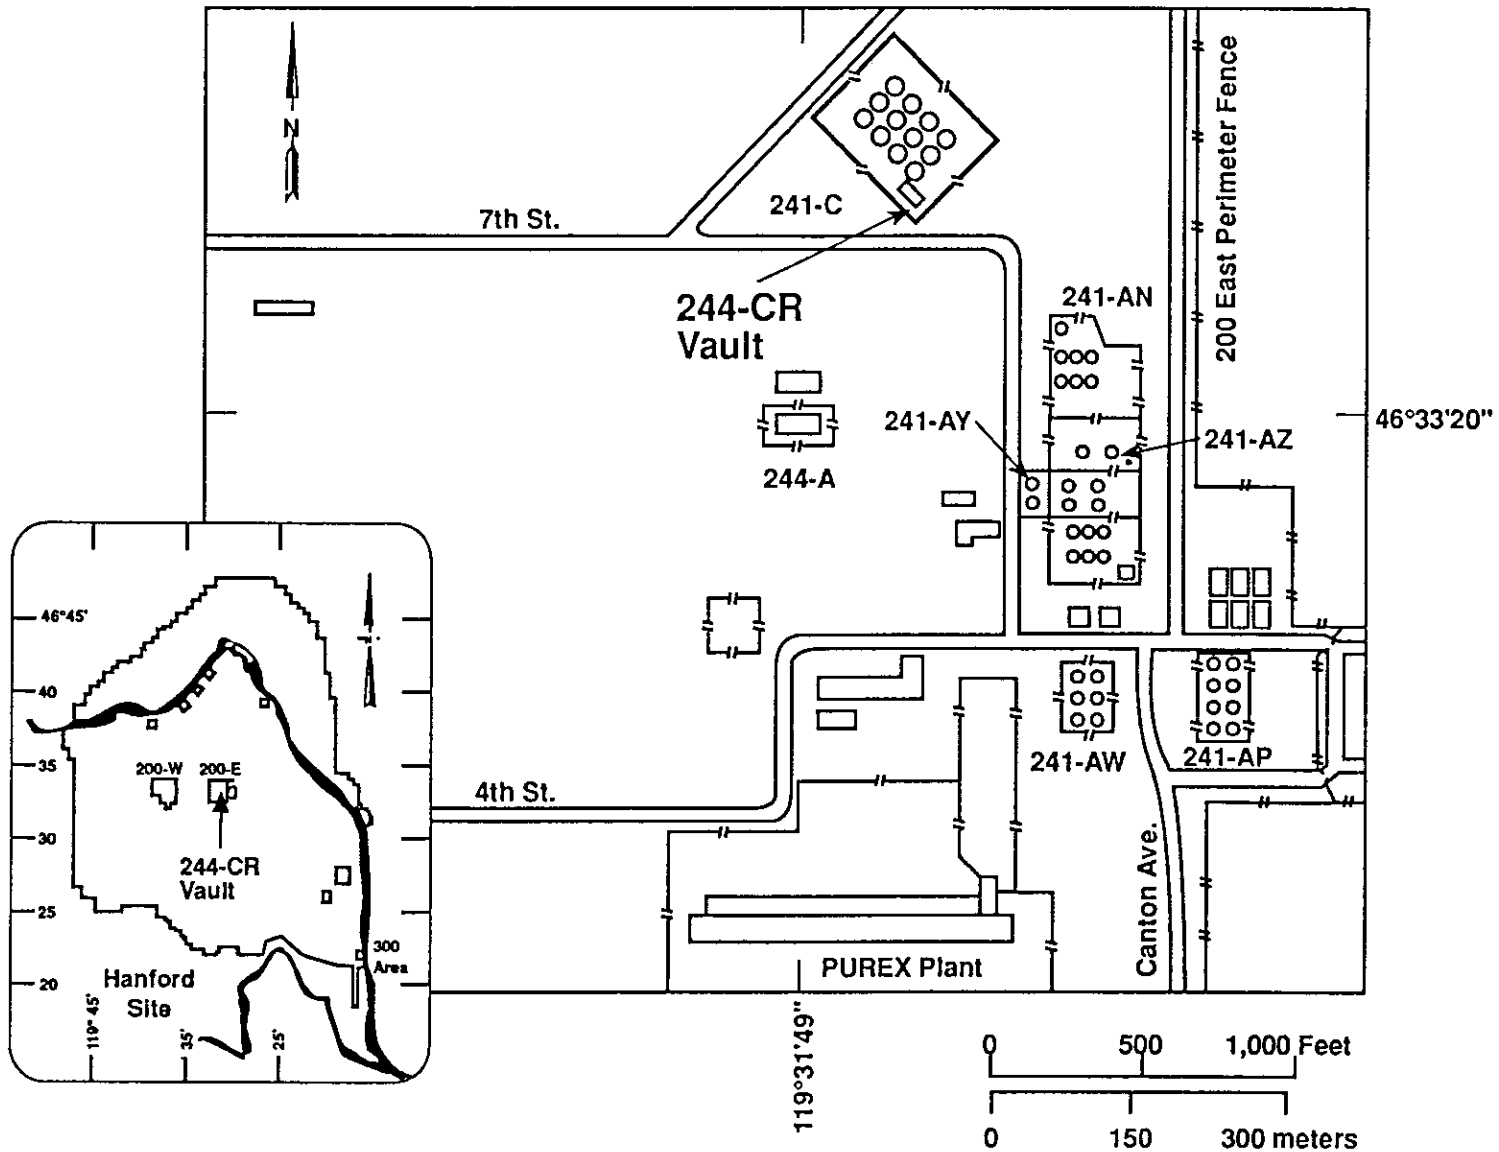 N
7th St.
241-C
244-CR
Vault
200 East Perimeter Fence
241-AN
241-AY
241-AZ
46°33'20"
244-A
241-AW
241-AP
4th St.
Canton Ave.
PUREX Plant
119°31'49"
46°45'
40
35
30
25
20
200-W
200-E
244-CR
Vault
300
Area
Hanford
Site
119° 45'
35'
25'
0
500
1,000 Feet
0
150
300 meters